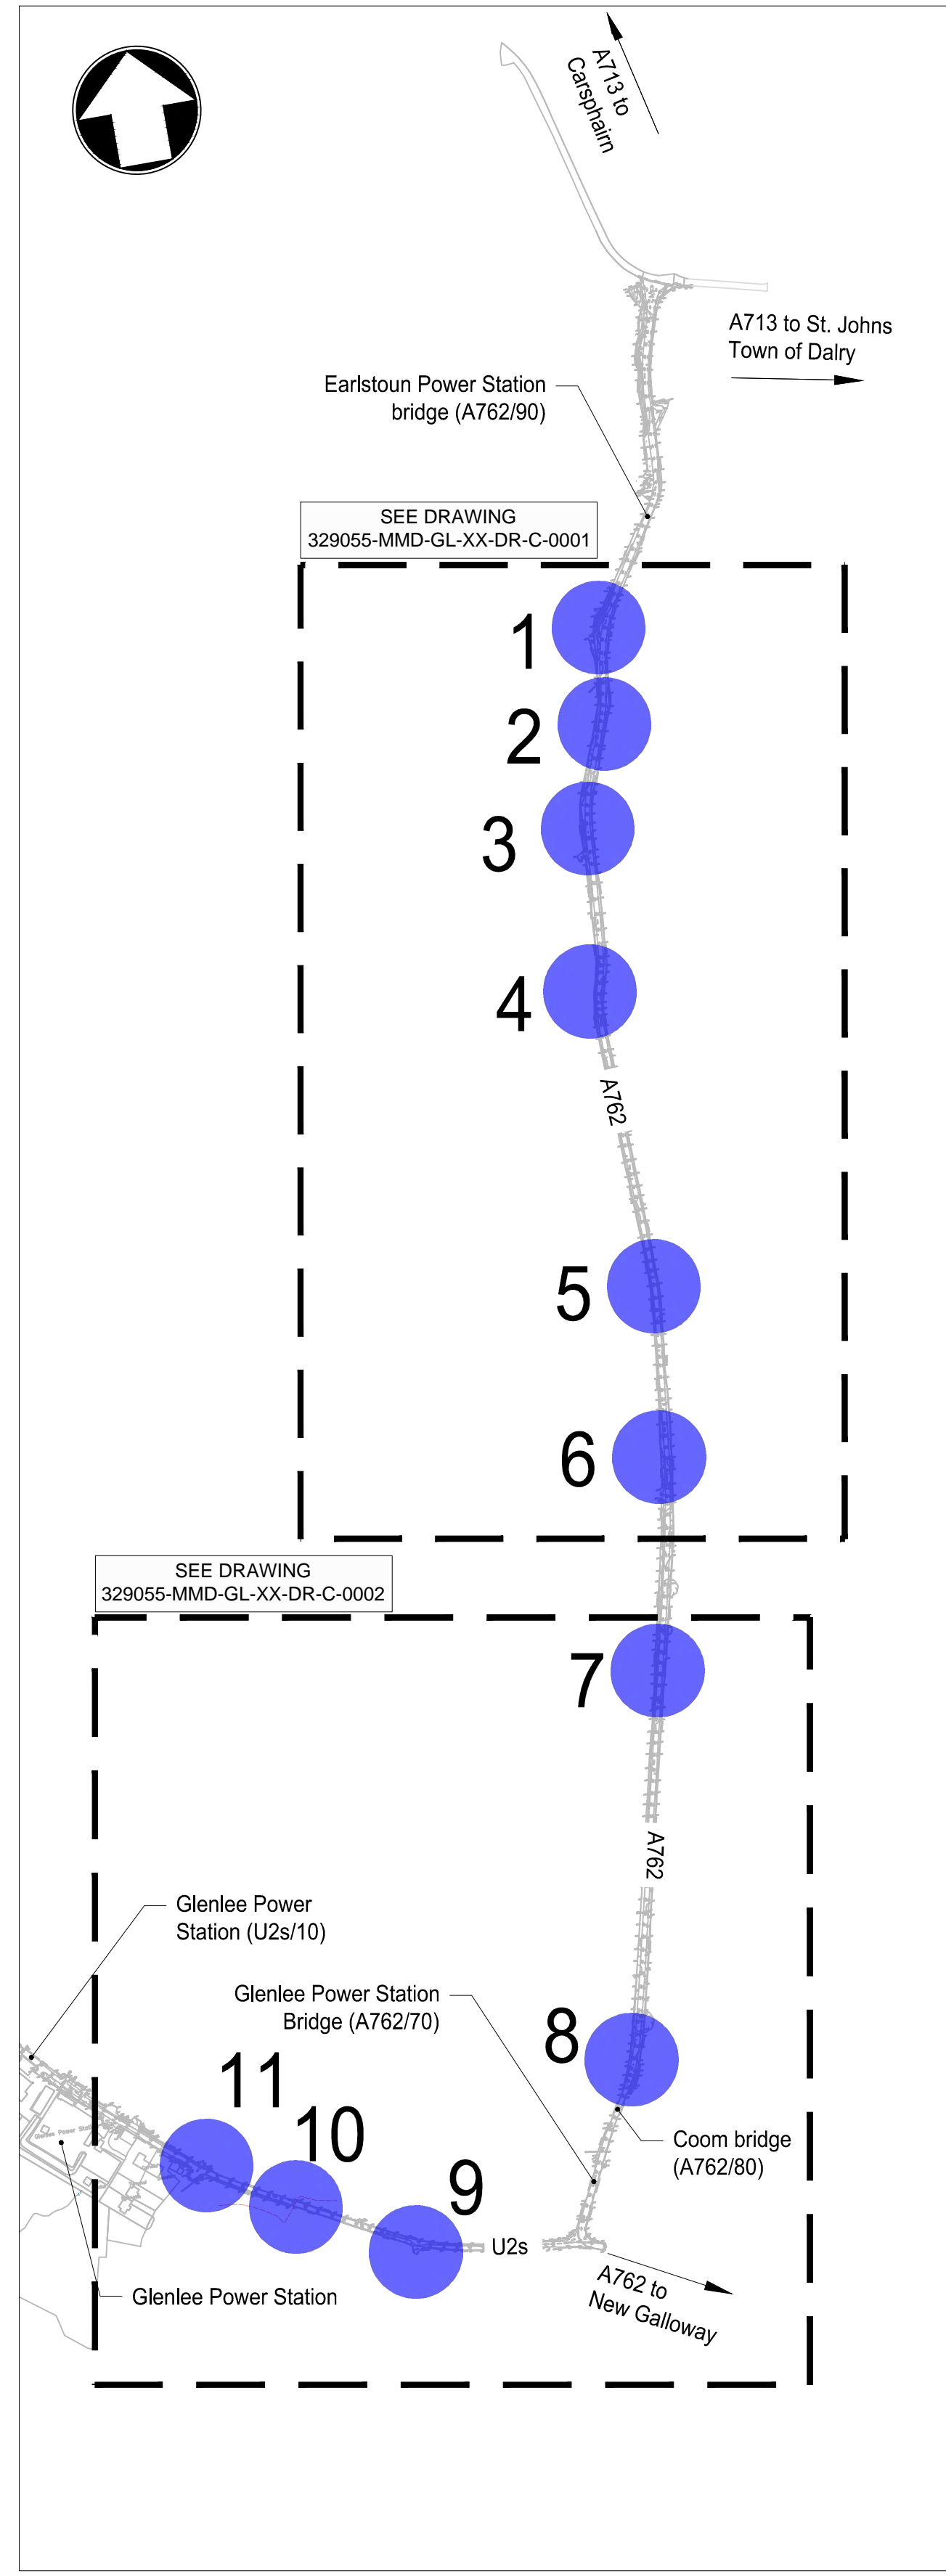 A713 to
Carsphairn
A713 to St. Johns
Town of Dalry
Earlstoun Power Station
bridge (A762/90)
SEE DRAWING
329055-MMD-GL-XX-DR-C-0001
1
2
3
4
A762
5
6
SEE DRAWING
329055-MMD-GL-XX-DR-C-0002
7
A762
Glenlee Power
Station (U2s/10)
Glenlee Power Station
Bridge (A762/70)
8
11
10
Coom bridge
(A762/80)
9
U2s
A762 to
New Galloway
Glenlee Power Station